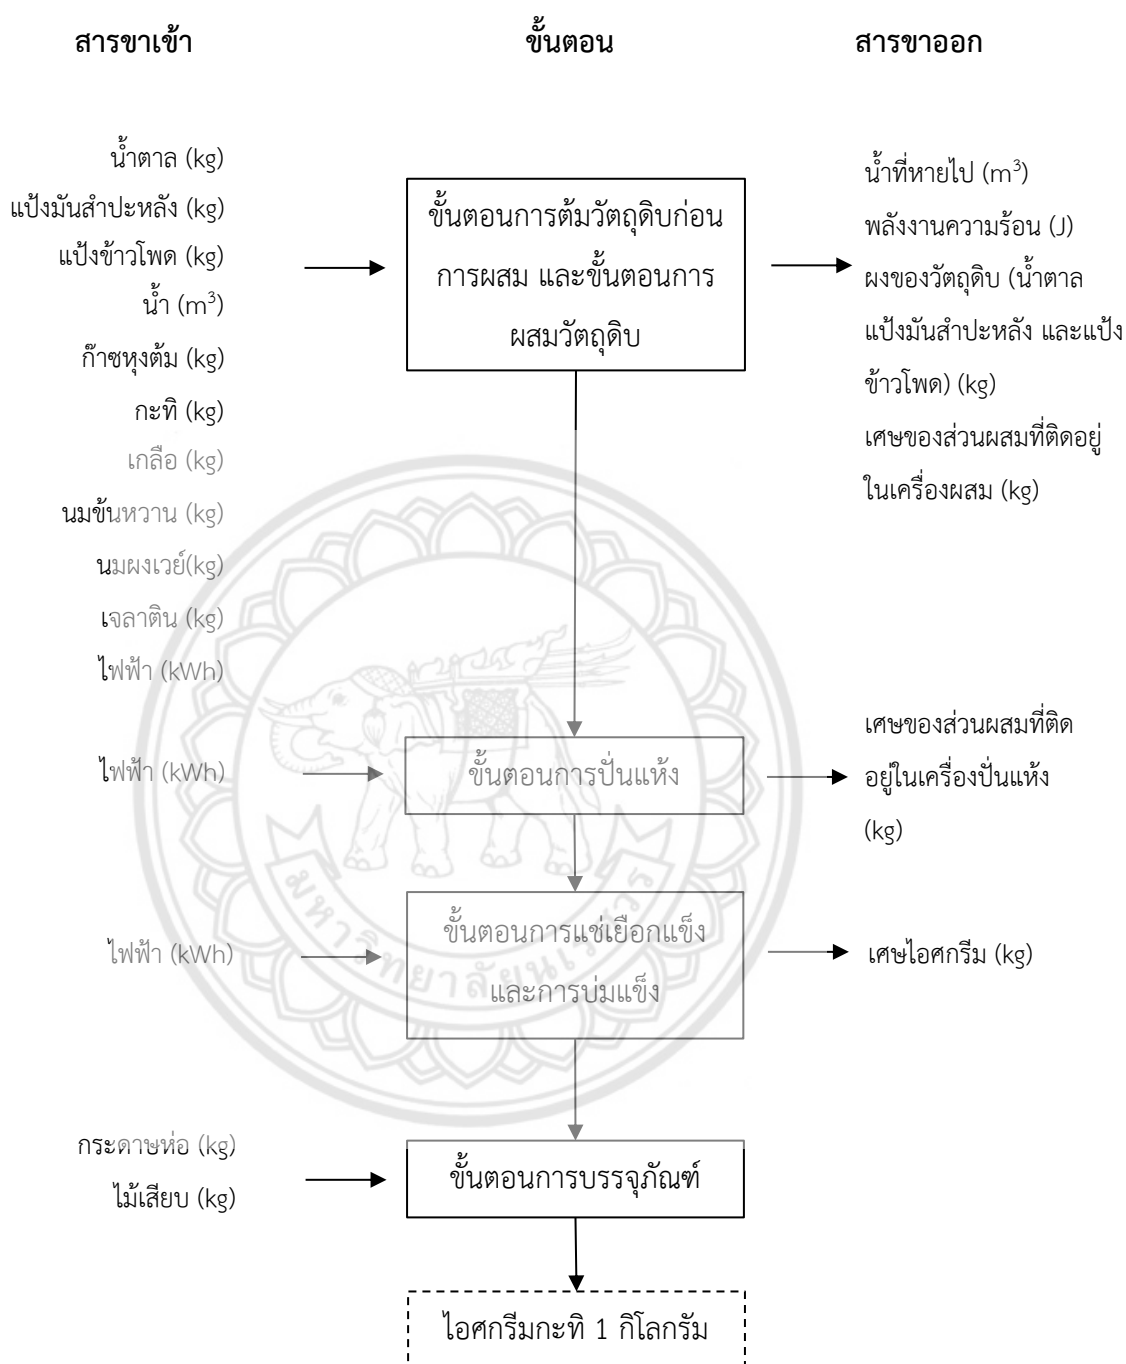 สารขาเข้า
ขั้นตอน
สารขาออก
น้ำตาล (kg)
แป้งมันสำปะหลัง (kg)
แป้งข้าวโพด (kg)
น้ำ (m³)
ก๊าซหุงต้ม (kg)
กะทิ (kg)
เกลือ (kg)
นมข้นหวาน (kg)
นมผงเวย์(kg)
เจลาติน (kg)
ไฟฟ้า (kWh)
ขั้นตอนการต้มวัตถุดิบก่อน
การผสม และขั้นตอนการ
ผสมวัตถุดิบ
น้ำที่หายไป (m³)
พลังงานความร้อน (J)
ผงของวัตถุดิบ (น้ำตาล
แป้งมันสำปะหลัง และแป้ง
ข้าวโพด) (kg)
เศษของส่วนผสมที่ติดอยู่
ในเครื่องผสม (kg)
ไฟฟ้า (kWh)
ขั้นตอนการปั่นแห้ง
เศษของส่วนผสมที่ติด
อยู่ในเครื่องปั่นแห้ง
(kg)
ไฟฟ้า (kWh)
ขั้นตอนการแช่เยือกแข็ง
และการบ่มแข็ง
เศษไอศกรีม (kg)
มหาวิทยาลัยนเรศวร
กระดาษห่อ (kg)
ไม้เสียบ (kg)
ขั้นตอนการบรรจุภัณฑ์
ไอศกรีมกะทิ 1 กิโลกรัม